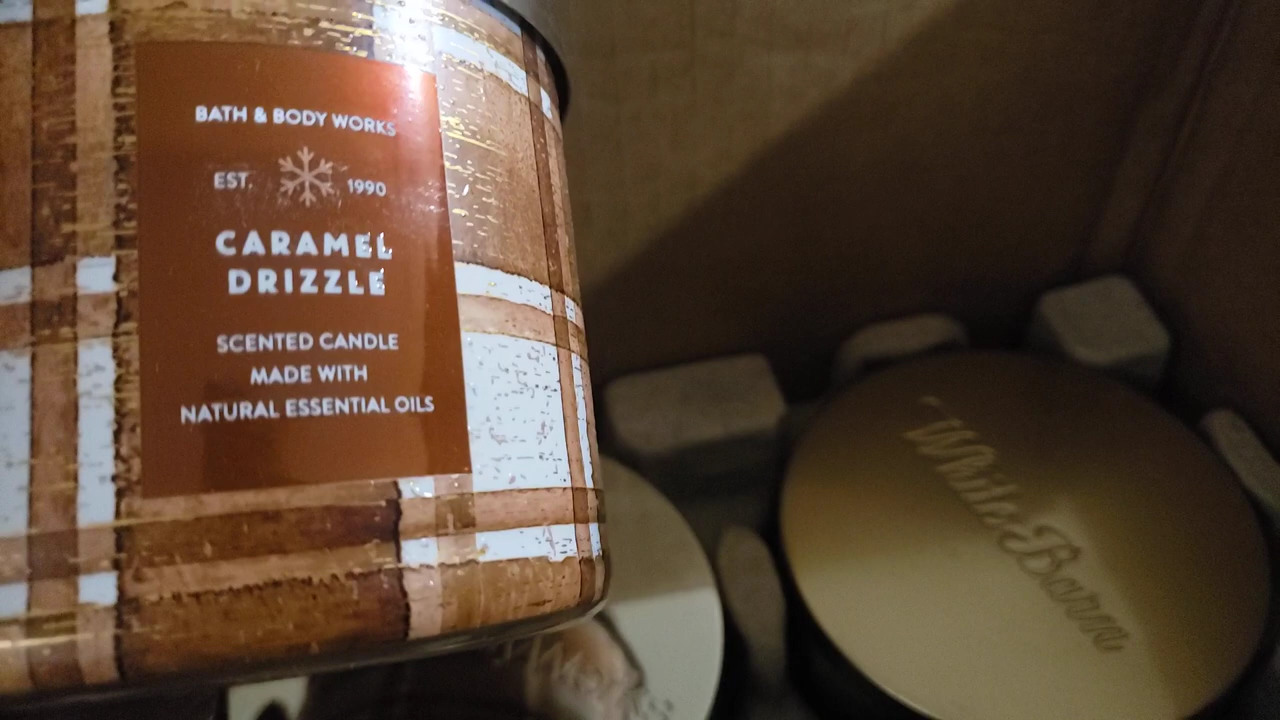 BATH & BODY WORKS
EST. 1990
CARAMEL
DRIZZLE
SCENTED CANDLE
MADE WITH
NATURAL ESSENTIAL OILS
White Barn